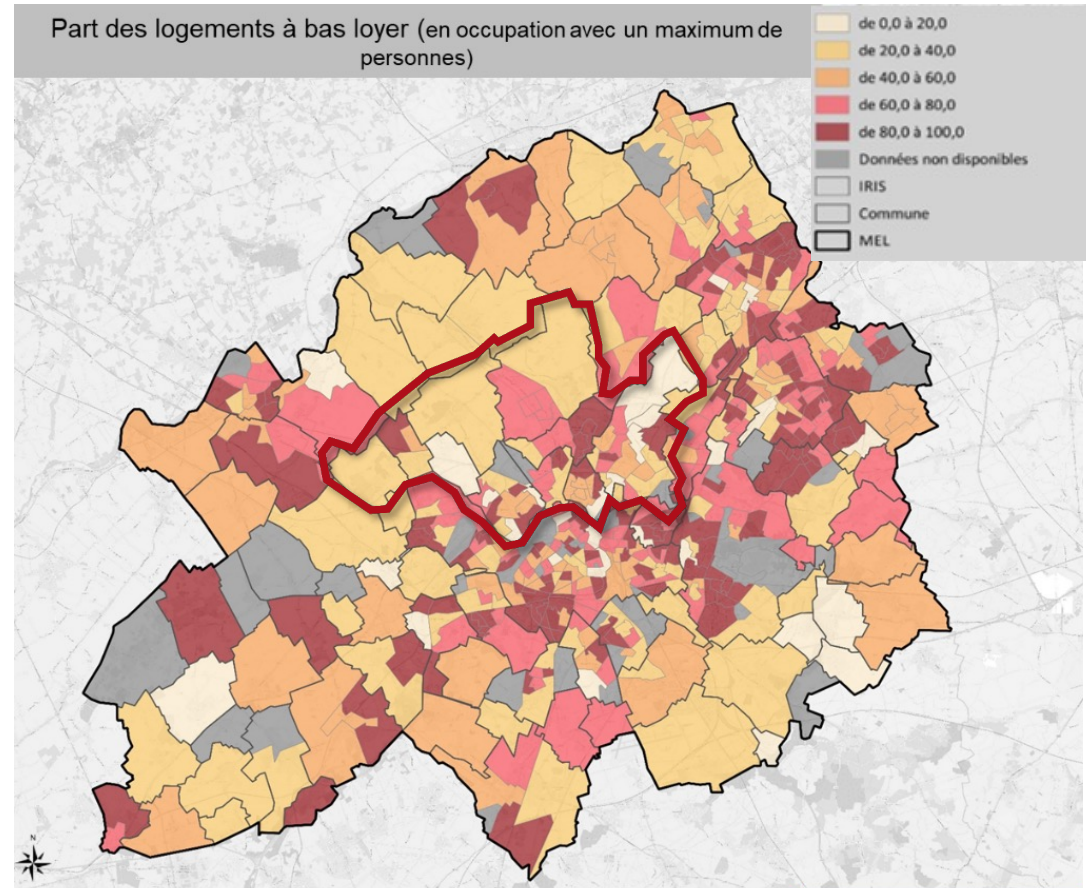 Part des logements à bas loyer (en occupation avec un maximum de
personnes)
de 0,0 à 20,0
de 20,0 à 40,0
de 40,0 à 60,0
de 60,0 à 80,0
de 80,0 à 100,0
Données non disponibles
IRIS
Commune
MEL
N